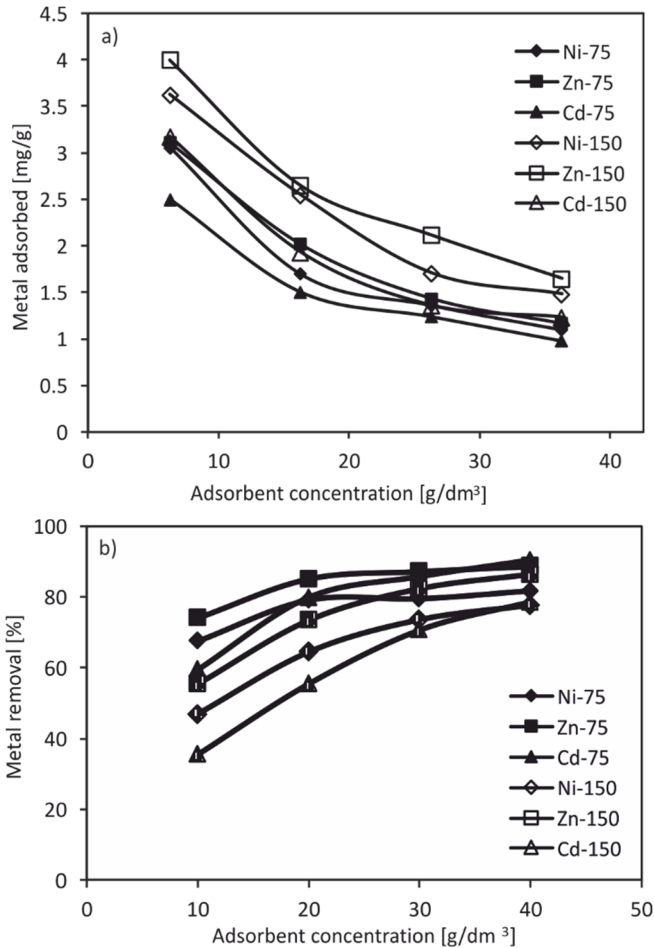 4.5
a)
4
3.5
3
2.5
2
1.5
1
0.5
0
Metal adsorbed [mg/g]
Ni-75
Zn-75
Cd-75
Ni-150
Zn-150
Cd-150
0 10 20 30 40
Adsorbent concentration [g/dm³]
100
b)
80
60
40
20
0
Metal removal [%]
Ni-75
Zn-75
Cd-75
Ni-150
Zn-150
Cd-150
0 10 20 30 40 50
Adsorbent concentration [g/dm ³]